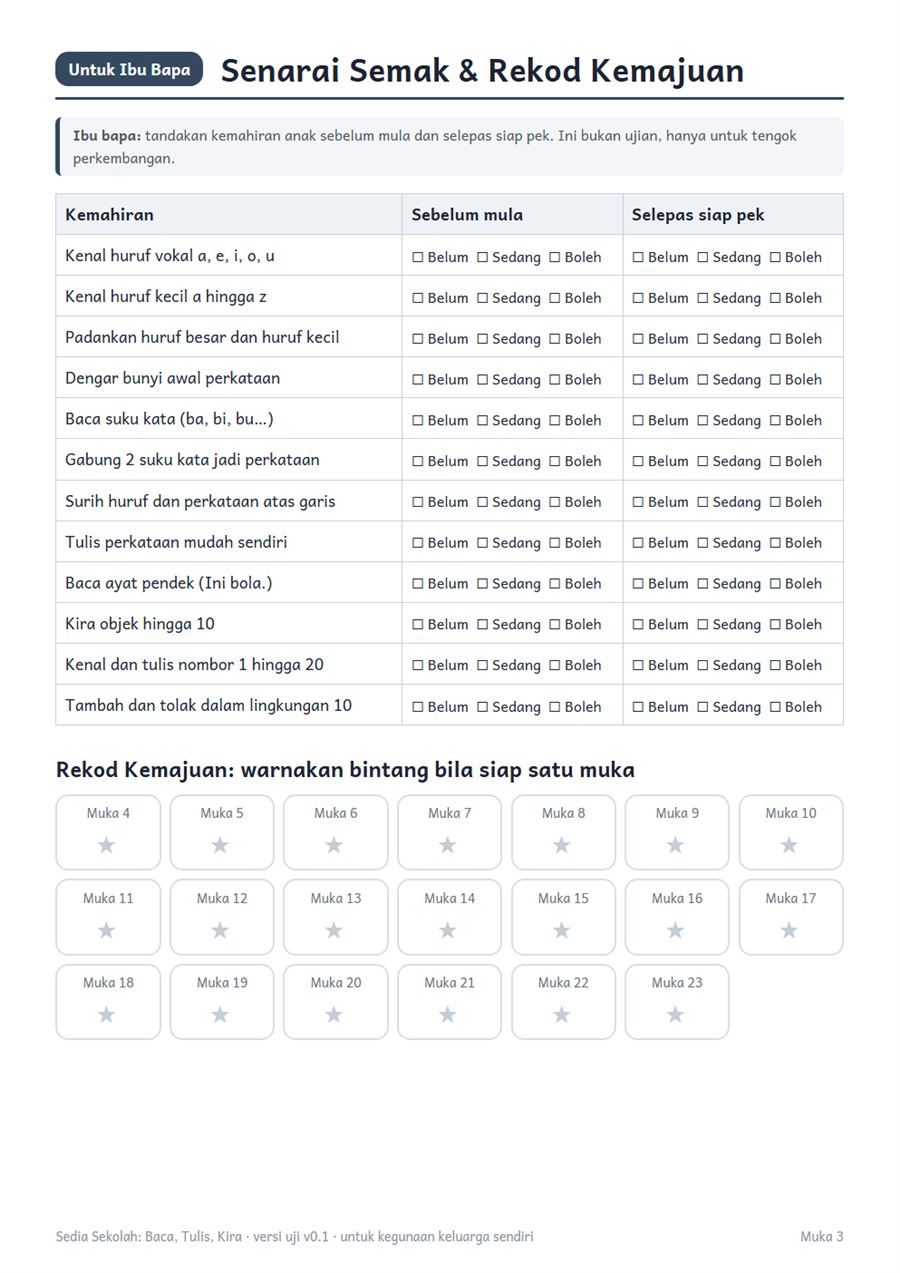 Untuk Ibu Bapa Senarai Semak & Rekod Kemajuan
Ibu bapa: tandakan kemahiran anak sebelum mula dan selepas siap pek. Ini bukan ujian, hanya untuk tengok
perkembangan.
Kemahiran Sebelum mula Selepas siap pek
Kenal huruf vokal a, e, i, o, u ☐ Belum ☐ Sedang ☐ Boleh ☐ Belum ☐ Sedang ☐ Boleh
Kenal huruf kecil a hingga z ☐ Belum ☐ Sedang ☐ Boleh ☐ Belum ☐ Sedang ☐ Boleh
Padankan huruf besar dan huruf kecil ☐ Belum ☐ Sedang ☐ Boleh ☐ Belum ☐ Sedang ☐ Boleh
Dengar bunyi awal perkataan ☐ Belum ☐ Sedang ☐ Boleh ☐ Belum ☐ Sedang ☐ Boleh
Baca suku kata (ba, bi, bu...) ☐ Belum ☐ Sedang ☐ Boleh ☐ Belum ☐ Sedang ☐ Boleh
Gabung 2 suku kata jadi perkataan ☐ Belum ☐ Sedang ☐ Boleh ☐ Belum ☐ Sedang ☐ Boleh
Surih huruf dan perkataan atas garis ☐ Belum ☐ Sedang ☐ Boleh ☐ Belum ☐ Sedang ☐ Boleh
Tulis perkataan mudah sendiri ☐ Belum ☐ Sedang ☐ Boleh ☐ Belum ☐ Sedang ☐ Boleh
Baca ayat pendek (Ini bola.) ☐ Belum ☐ Sedang ☐ Boleh ☐ Belum ☐ Sedang ☐ Boleh
Kira objek hingga 10 ☐ Belum ☐ Sedang ☐ Boleh ☐ Belum ☐ Sedang ☐ Boleh
Kenal dan tulis nombor 1 hingga 20 ☐ Belum ☐ Sedang ☐ Boleh ☐ Belum ☐ Sedang ☐ Boleh
Tambah dan tolak dalam lingkungan 10 ☐ Belum ☐ Sedang ☐ Boleh ☐ Belum ☐ Sedang ☐ Boleh
Rekod Kemajuan: warnakan bintang bila siap satu muka
Muka 4 Muka 5 Muka 6 Muka 7 Muka 8 Muka 9 Muka 10
★ ★ ★ ★ ★ ★ ★
Muka 11 Muka 12 Muka 13 Muka 14 Muka 15 Muka 16 Muka 17
★ ★ ★ ★ ★ ★ ★
Muka 18 Muka 19 Muka 20 Muka 21 Muka 22 Muka 23
★ ★ ★ ★ ★ ★
Sedia Sekolah: Baca, Tulis, Kira · versi uji v0.1 · untuk kegunaan keluarga sendiri Muka 3